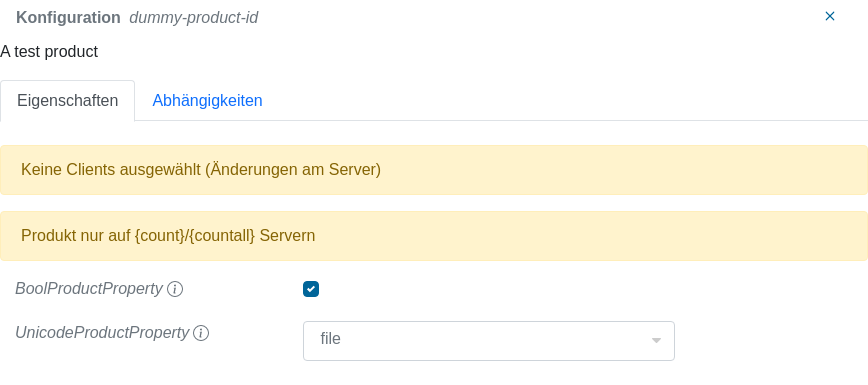 Konfiguration dummy-product-id
A test product
Eigenschaften Abhängigkeiten
Keine Clients ausgewählt (Änderungen am Server)
Produkt nur auf {count}/{countall} Servern
BoolProductProperty
UnicodeProductProperty file